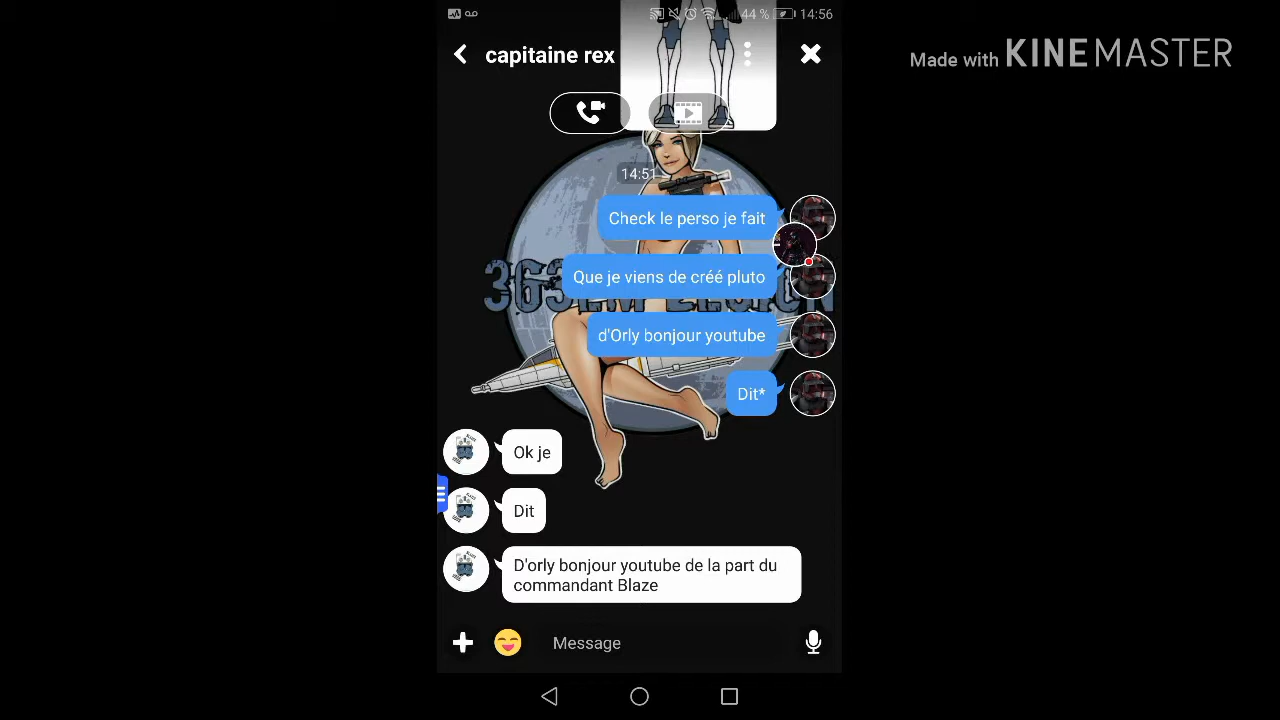 44 % 14:56
capitaine rex
Made with KINEMASTER
14:51
Check le perso je fait
Que je viens de créé pluto
d'Orly bonjour youtube
Dit*
Ok je
Dit
D'orly bonjour youtube de la part du
commandant Blaze
Message